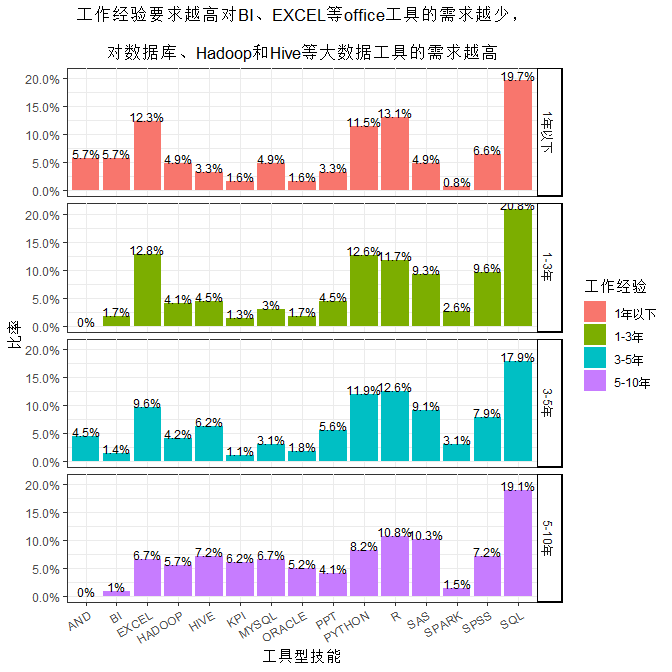 工作经验要求越高对BI、EXCEL等office工具的需求越少，
对数据库、Hadoop和Hive等大数据工具的需求越高
20.0%
15.0%
10.0%
5.0%
0.0%
5.7% 5.7% 12.3% 4.9% 3.3% 1.6% 4.9% 1.6% 3.3% 11.5% 13.1% 4.9% 0.8% 6.6% 19.7%
1年以下
20.0%
15.0%
10.0%
5.0%
0.0%
0% 1.7% 12.8% 4.1% 4.5% 1.3% 3% 1.7% 4.5% 12.6% 11.7% 9.3% 2.6% 9.6% 20.8%
1-3年
20.0%
15.0%
10.0%
5.0%
0.0%
4.5% 1.4% 9.6% 4.2% 6.2% 1.1% 3.1% 1.8% 5.6% 11.9% 12.6% 9.1% 3.1% 7.9% 17.9%
3-5年
20.0%
15.0%
10.0%
5.0%
0.0%
0% 1% 6.7% 5.7% 7.2% 6.2% 6.7% 5.2% 4.1% 8.2% 10.8% 10.3% 1.5% 7.2% 19.1%
5-10年
AND BI EXCEL HADOOP HIVE KPI MYSQL ORACLE PPT PYTHON R SAS SPARK SPSS SQL
工具型技能
比率
工作经验
1年以下
1-3年
3-5年
5-10年